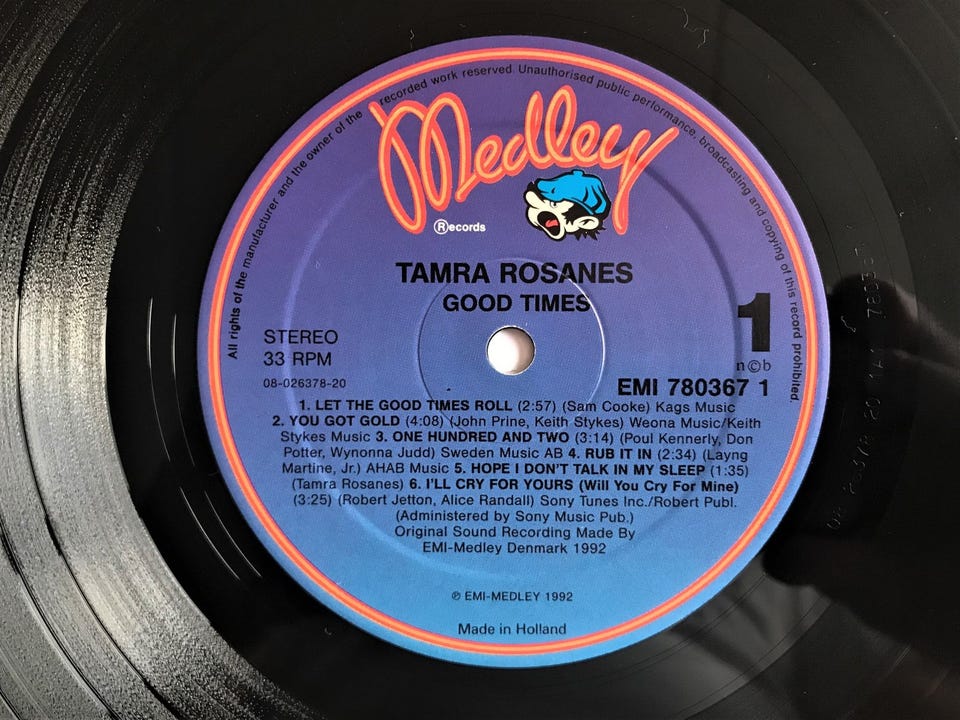 All rights of the manufacturer and the owner of the recorded work reserved. Unauthorised public performance, broadcasting and copying of this record prohibited.
Medley
®ecords
TAMRA ROSANES
GOOD TIMES
STEREO
33 RPM
08-026378-20
1
n©b
EMI 780367 1
1. LET THE GOOD TIMES ROLL (2:57) (Sam Cooke) Kags Music
2. YOU GOT GOLD (4:08) (John Prine, Keith Stykes) Weona Music/Keith
Stykes Music 3. ONE HUNDRED AND TWO (3:14) (Paul Kennerly, Don
Potter, Wynonna Judd) Sweden Music AB 4. RUB IT IN (2:34) (Layng
Martine, Jr.) AHAB Music 5. HOPE I DON'T TALK IN MY SLEEP (1:35)
(Tamra Rosanes) 6. I'LL CRY FOR YOURS (Will You Cry For Mine)
(3:25) (Robert Jetton, Alice Randall) Sony Tunes Inc./Robert Publ.
(Administered by Sony Music Pub.)
Original Sound Recording Made By
EMI-Medley Denmark 1992
℗ EMI-MEDLEY 1992
Made in Holland